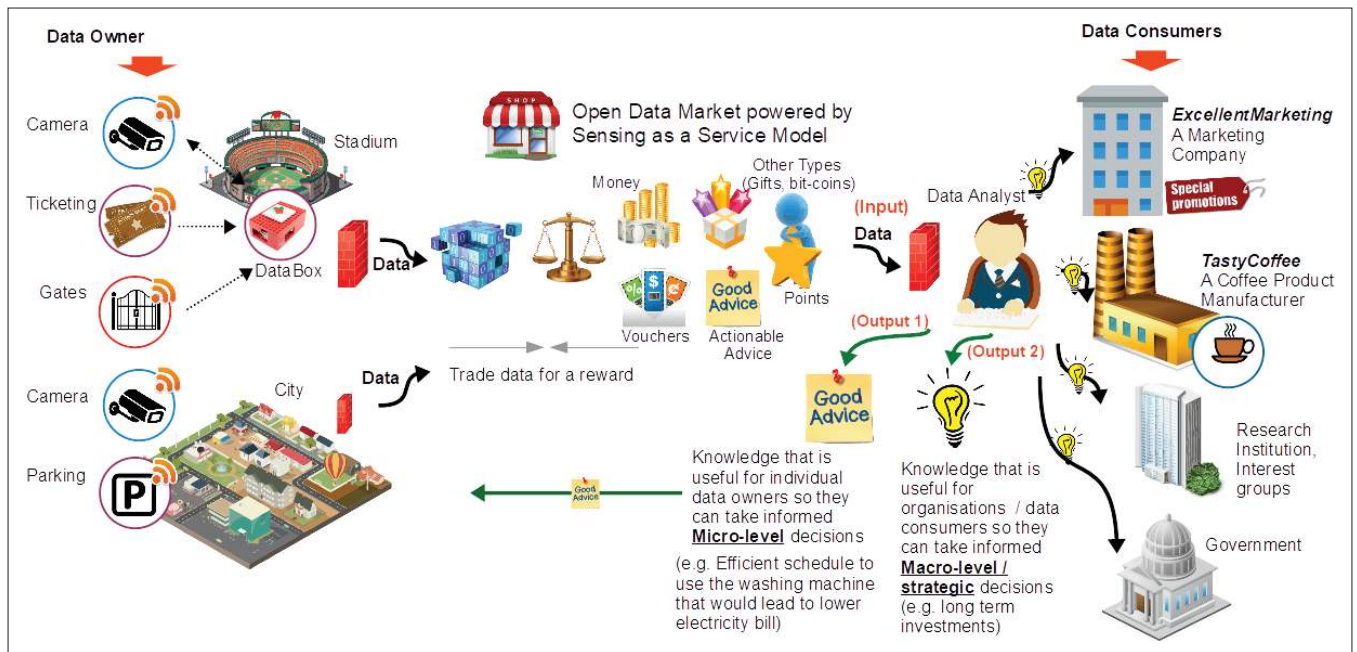 Data Owner
Camera
Ticketing
Gates
Camera
Parking
P
Stadium
DataBox
City
Data
Data
SHOP
Open Data Market powered by
Sensing as a Service Model
Money
Other Types
(Gifts, bit-coins)
Vouchers
Good
Advice
Actionable
Advice
Points
Trade data for a reward
(Input)
Data
Data Analyst
(Output 1)
(Output 2)
Good
Advice
Good
Advice
Knowledge that is
useful for individual
data owners so they
can take informed
Micro-level decisions
(e.g. Efficient schedule to
use the washing machine
that would lead to lower
electricity bill)
Knowledge that is
useful for
organisations / data
consumers so they
can take informed
Macro-level /
strategic decisions
(e.g. long term
investments)
Data Consumers
ExcellentMarketing
A Marketing
Company
Special
promotions
TastyCoffee
A Coffee Product
Manufacturer
Research
Institution,
Interest
groups
Government